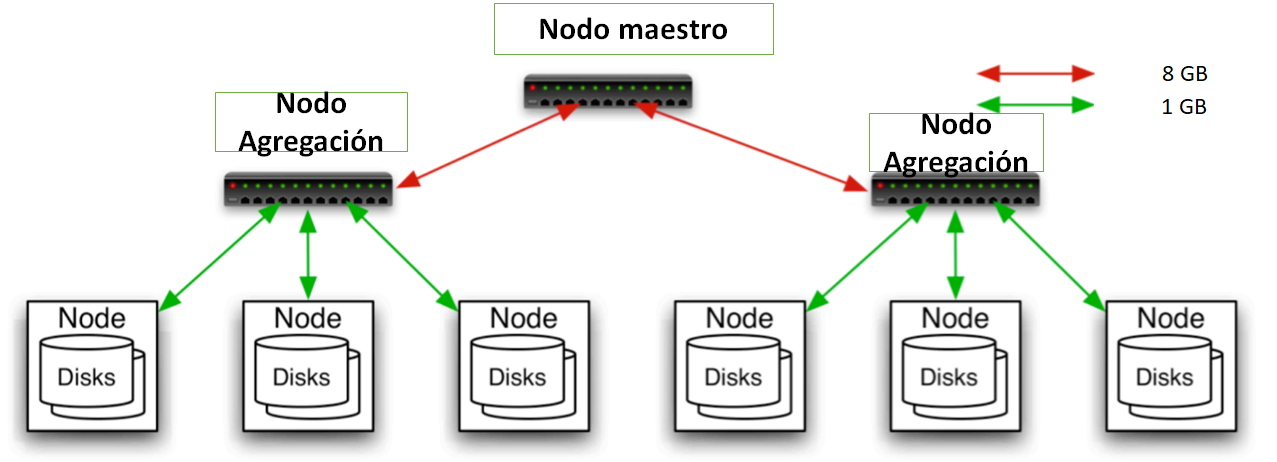 Nodo maestro
8 GB
1 GB
Nodo
Agregación
Nodo
Agregación
Node
Disks
Node
Disks
Node
Disks
Node
Disks
Node
Disks
Node
Disks